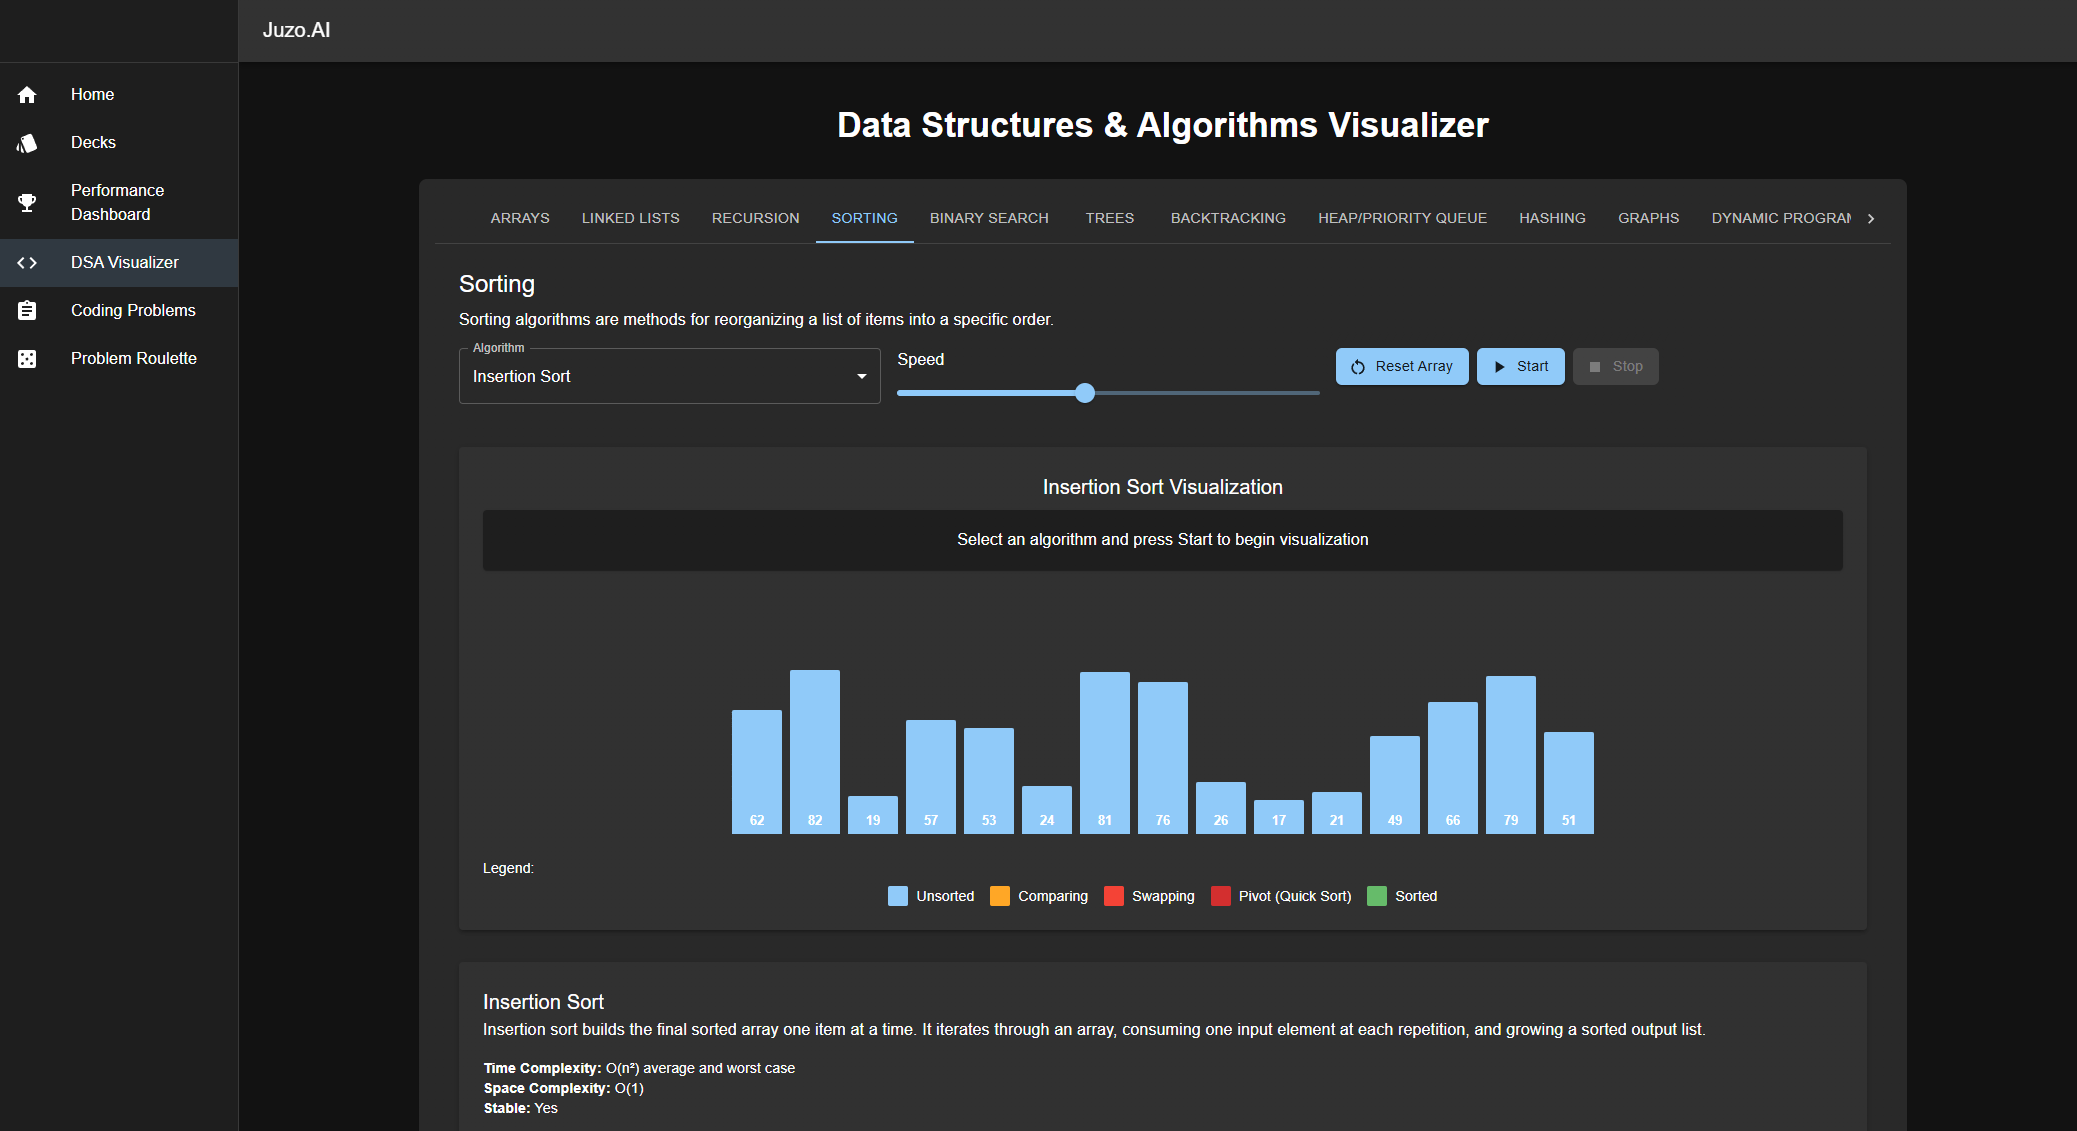 Juzo.AI
Home
Decks
Performance
Dashboard
DSA Visualizer
Coding Problems
Problem Roulette
Data Structures & Algorithms Visualizer
ARRAYS LINKED LISTS RECURSION SORTING BINARY SEARCH TREES BACKTRACKING HEAP/PRIORITY QUEUE HASHING GRAPHS DYNAMIC PROGRAM
Sorting
Sorting algorithms are methods for reorganizing a list of items into a specific order.
Algorithm
Insertion Sort
Speed
Reset Array Start Stop
Insertion Sort Visualization
Select an algorithm and press Start to begin visualization
62 82 19 57 53 24 81 76 26 17 21 49 66 79 51
Legend:
Unsorted Comparing Swapping Pivot (Quick Sort) Sorted
Insertion Sort
Insertion sort builds the final sorted array one item at a time. It iterates through an array, consuming one input element at each repetition, and growing a sorted output list.
Time Complexity: O(n²) average and worst case
Space Complexity: O(1)
Stable: Yes